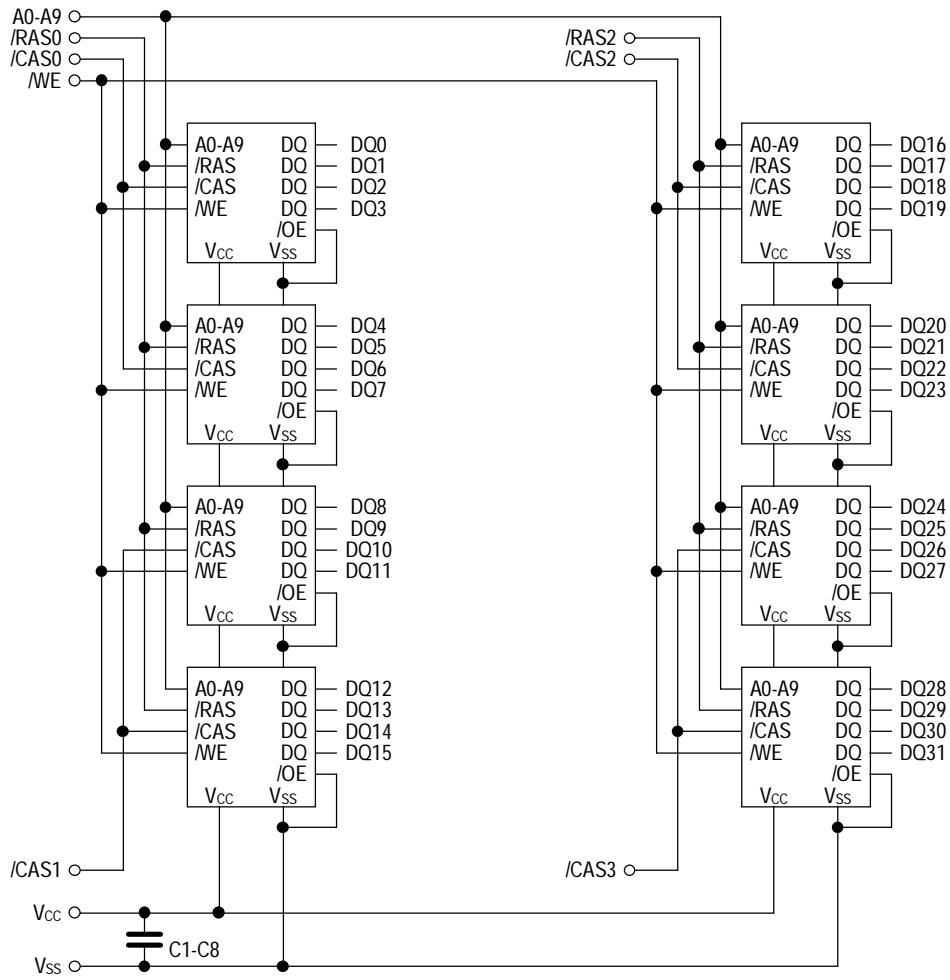 A0-A9
/RAS0 /RAS2
/CAS0 /CAS2
/WE
A0-A9 DQ DQ0
/RAS DQ DQ1
/CAS DQ DQ2
/WE DQ DQ3
/OE
VCC VSS
A0-A9 DQ DQ16
/RAS DQ DQ17
/CAS DQ DQ18
/WE DQ DQ19
/OE
VCC VSS
A0-A9 DQ DQ4
/RAS DQ DQ5
/CAS DQ DQ6
/WE DQ DQ7
/OE
VCC VSS
A0-A9 DQ DQ20
/RAS DQ DQ21
/CAS DQ DQ22
/WE DQ DQ23
/OE
VCC VSS
A0-A9 DQ DQ8
/RAS DQ DQ9
/CAS DQ DQ10
/WE DQ DQ11
/OE
VCC VSS
A0-A9 DQ DQ24
/RAS DQ DQ25
/CAS DQ DQ26
/WE DQ DQ27
/OE
VCC VSS
A0-A9 DQ DQ12
/RAS DQ DQ13
/CAS DQ DQ14
/WE DQ DQ15
/OE
VCC VSS
A0-A9 DQ DQ28
/RAS DQ DQ29
/CAS DQ DQ30
/WE DQ DQ31
/OE
VCC VSS
/CAS1 /CAS3
VCC
C1-C8
VSS